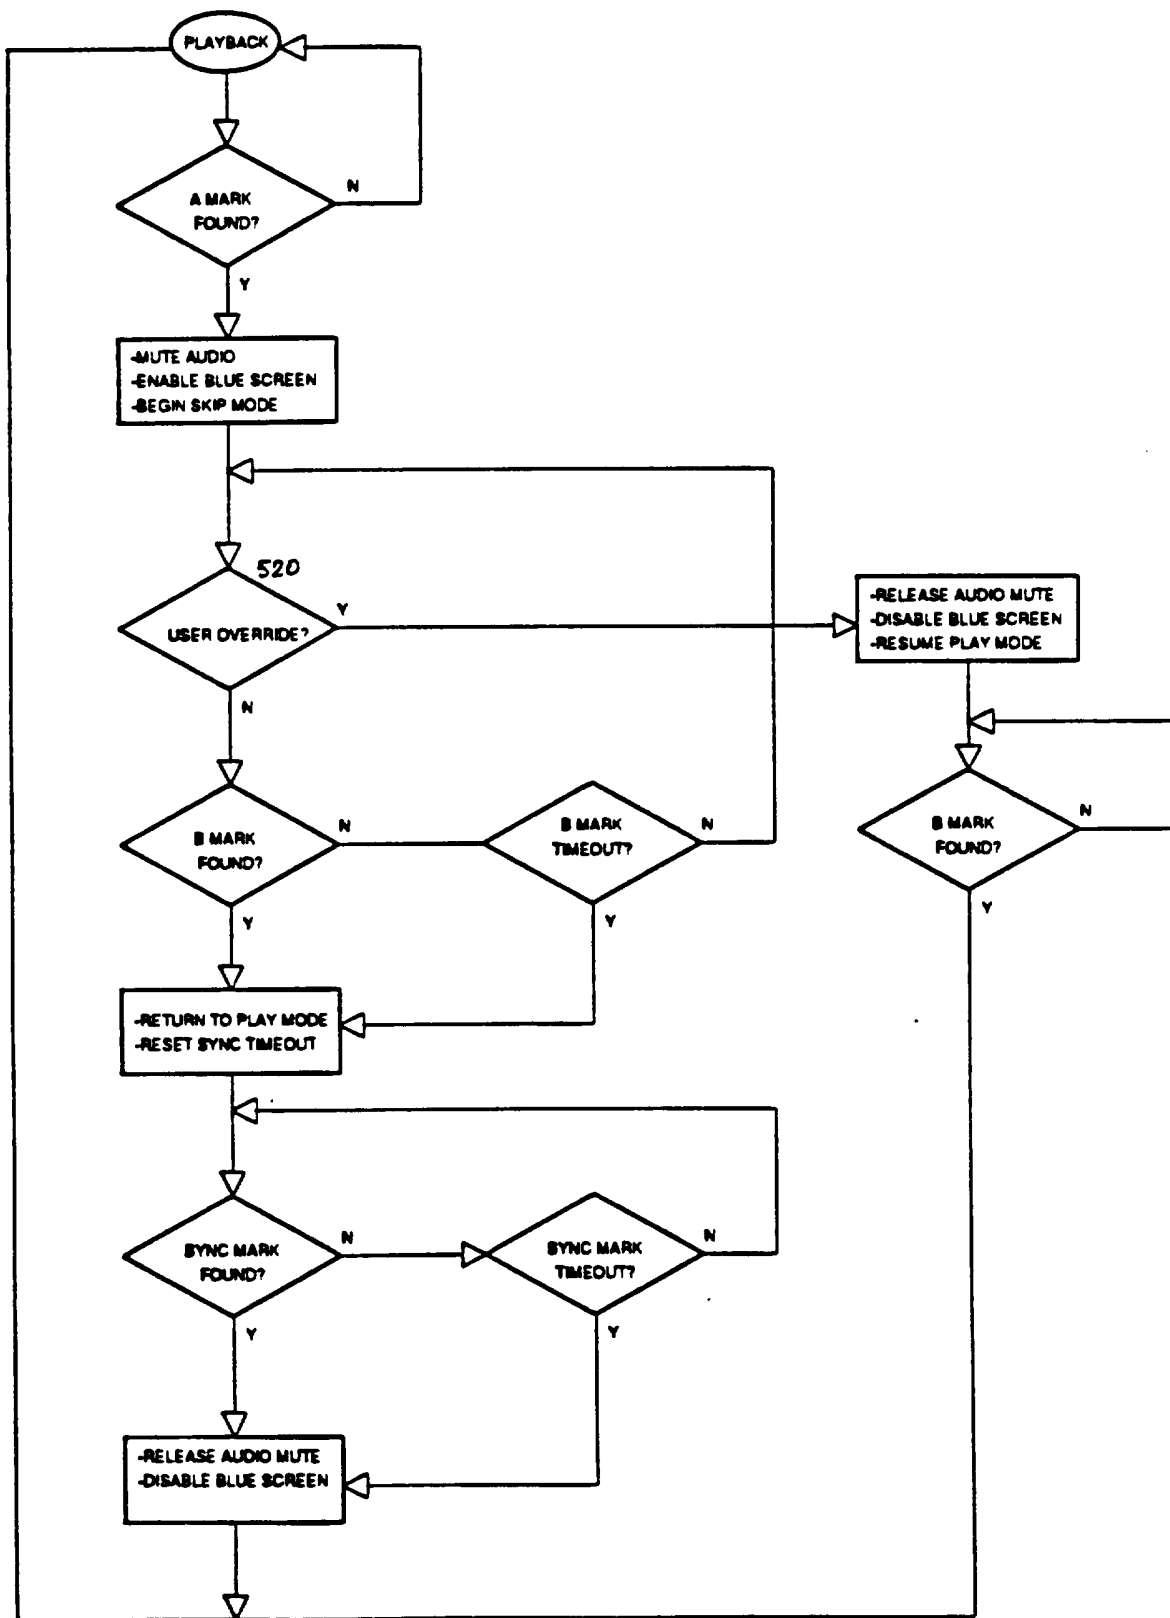 PLAYBACK
A MARK
FOUND?
N
Y
-MUTE AUDIO
-ENABLE BLUE SCREEN
-BEGIN SKIP MODE
520
USER OVERRIDE?
Y
N
-RELEASE AUDIO MUTE
-DISABLE BLUE SCREEN
-RESUME PLAY MODE
B MARK
FOUND?
N
Y
B MARK
TIMEOUT?
N
Y
B MARK
FOUND?
N
Y
-RETURN TO PLAY MODE
-RESET SYNC TIMEOUT
SYNC MARK
FOUND?
N
Y
SYNC MARK
TIMEOUT?
N
Y
-RELEASE AUDIO MUTE
-DISABLE BLUE SCREEN